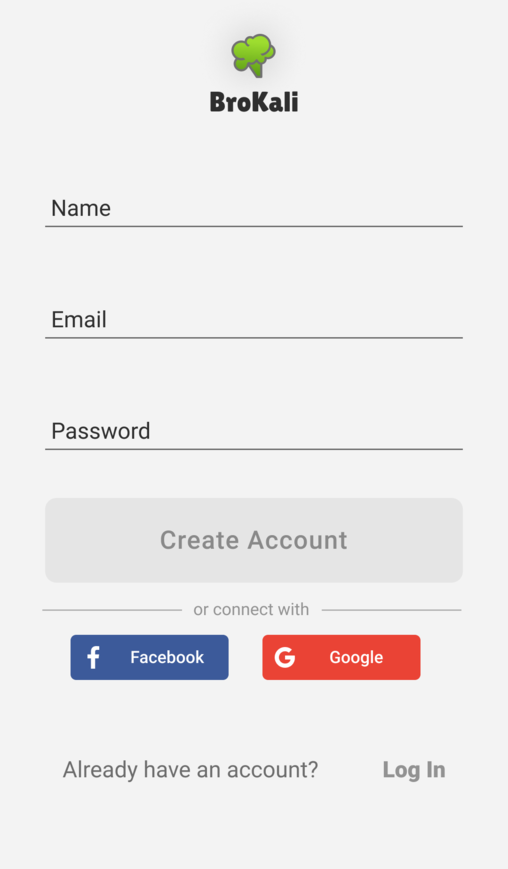 BroKali
Name
Email
Password
Create Account
or connect with
Facebook Google
Already have an account? Log In